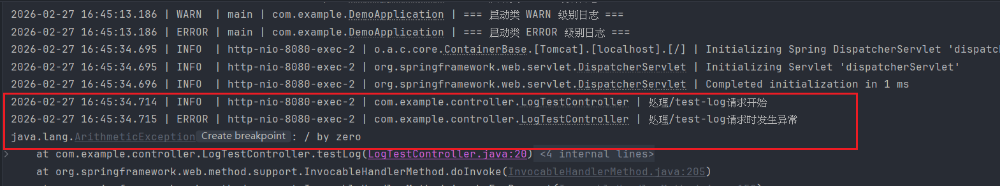 2026-02-27 16:45:13.186 | WARN  | main | com.example.DemoApplication | === 启动类 WARN 级别日志 ===
2026-02-27 16:45:13.186 | ERROR | main | com.example.DemoApplication | === 启动类 ERROR 级别日志 ===
2026-02-27 16:45:34.695 | INFO  | http-nio-8080-exec-2 | o.a.c.core.ContainerBase.[Tomcat].[localhost].[/] | Initializing Spring DispatcherServlet 'dispatc
2026-02-27 16:45:34.695 | INFO  | http-nio-8080-exec-2 | org.springframework.web.servlet.DispatcherServlet | Initializing Servlet 'dispatcherServlet'
2026-02-27 16:45:34.696 | INFO  | http-nio-8080-exec-2 | org.springframework.web.servlet.DispatcherServlet | Completed initialization in 1 ms
2026-02-27 16:45:34.714 | INFO  | http-nio-8080-exec-2 | com.example.controller.LogTestController | 处理/test-log请求开始
2026-02-27 16:45:34.715 | ERROR | http-nio-8080-exec-2 | com.example.controller.LogTestController | 处理/test-log请求时发生异常
java.lang.ArithmeticException Create breakpoint : / by zero
at com.example.controller.LogTestController.testLog(LogTestController.java:20) <4 internal lines>
at org.springframework.web.method.support.InvocableHandlerMethod.doInvoke(InvocableHandlerMethod.java:205)